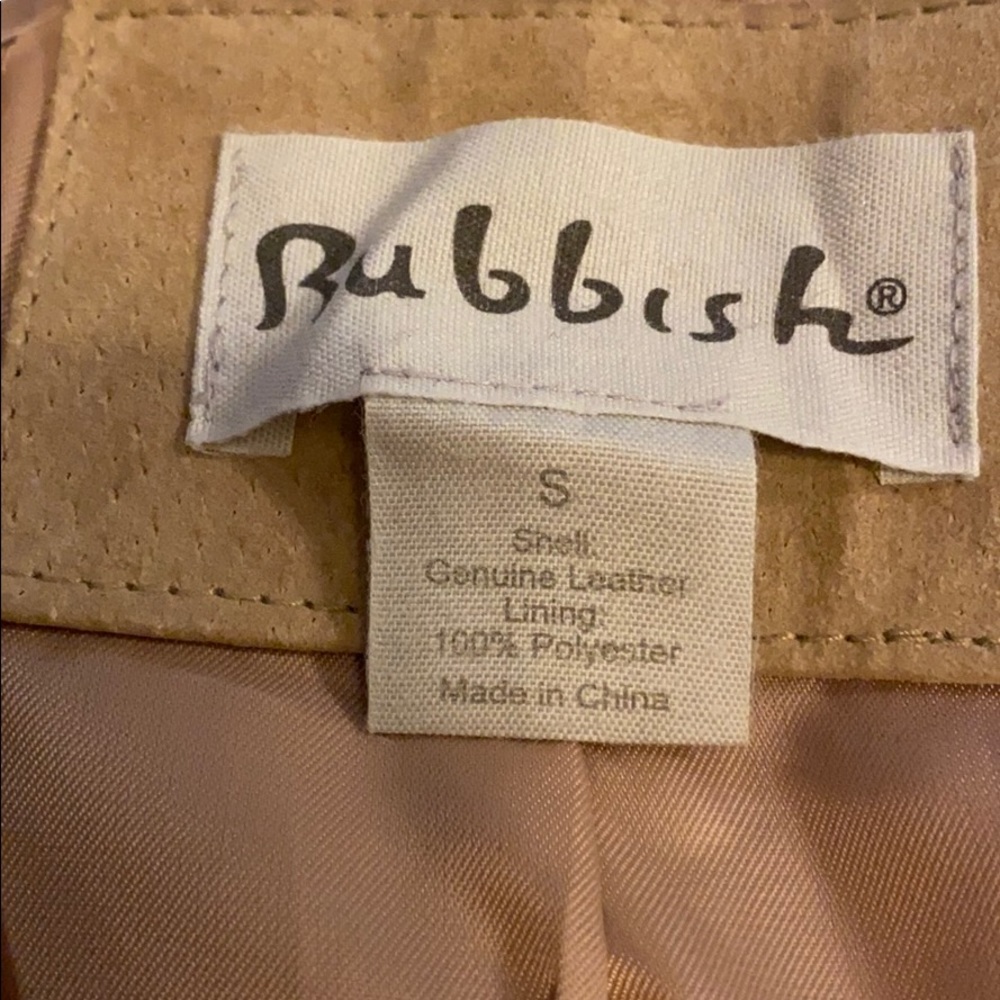 Rubbish®
S
Shell:
Genuine Leather
Lining:
100% Polyester
Made in China